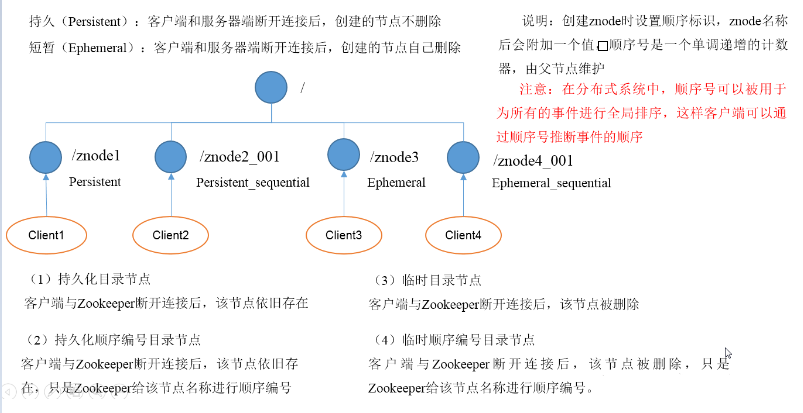 持久（Persistent）：客户端和服务器端断开连接后，创建的节点不删除
短暂（Ephemeral）：客户端和服务器端断开连接后，创建的节点自己删除
说明：创建znode时设置顺序标识，znode名称
后会附加一个值，顺序号是一个单调递增的计数
器，由父节点维护
注意：在分布式系统中，顺序号可以被用于
为所有的事件进行全局排序，这样客户端可以通
过顺序号推断事件的顺序
/
/znode1
Persistent
/znode2_001
Persistent_sequential
/znode3
Ephemeral
/znode4_001
Ephemeral_sequential
Client1
Client2
Client3
Client4
（1）持久化目录节点
客户端与Zookeeper断开连接后，该节点依旧存在
（2）持久化顺序编号目录节点
客户端与Zookeeper断开连接后，该节点依旧存
在，只是Zookeeper给该节点名称进行顺序编号
（3）临时目录节点
客户端与Zookeeper断开连接后，该节点被删除
（4）临时顺序编号目录节点
客户端与Zookeeper断开连接后，该节点被删除，只是
Zookeeper给该节点名称进行顺序编号。